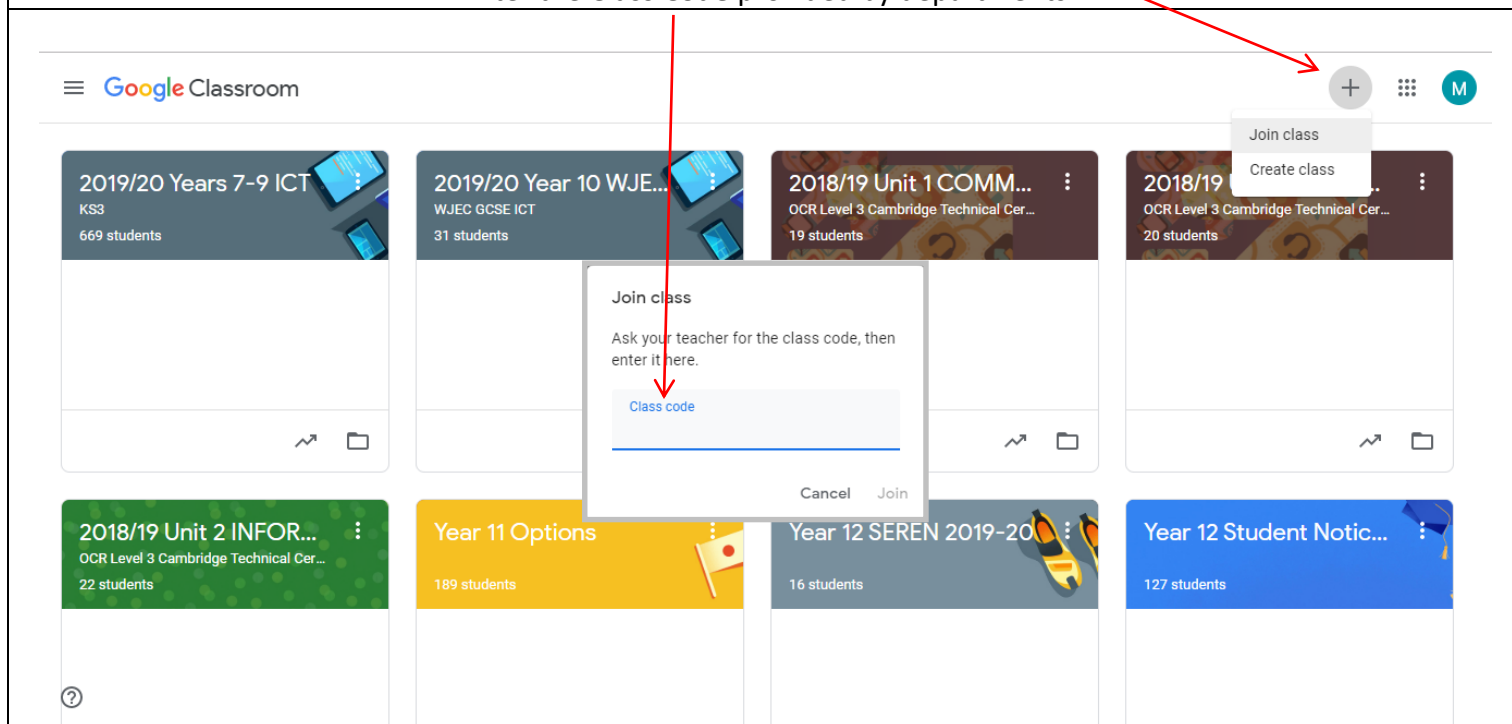 Google Classroom
M
Join class
Create class
2019/20 Years 7-9 ICT
KS3
669 students
2019/20 Year 10 WJE...
WJEC GCSE ICT
31 students
2018/19 Unit 1 COMM...
OCR Level 3 Cambridge Technical Cer...
19 students
2018/19
OCR Level 3 Cambridge Technical Cer...
20 students
Join class
Ask your teacher for the class code, then
enter it here.
Class code
Cancel Join
2018/19 Unit 2 INFOR...
OCR Level 3 Cambridge Technical Cer...
22 students
Year 11 Options
189 students
Year 12 SEREN 2019-20
16 students
Year 12 Student Notic...
127 students